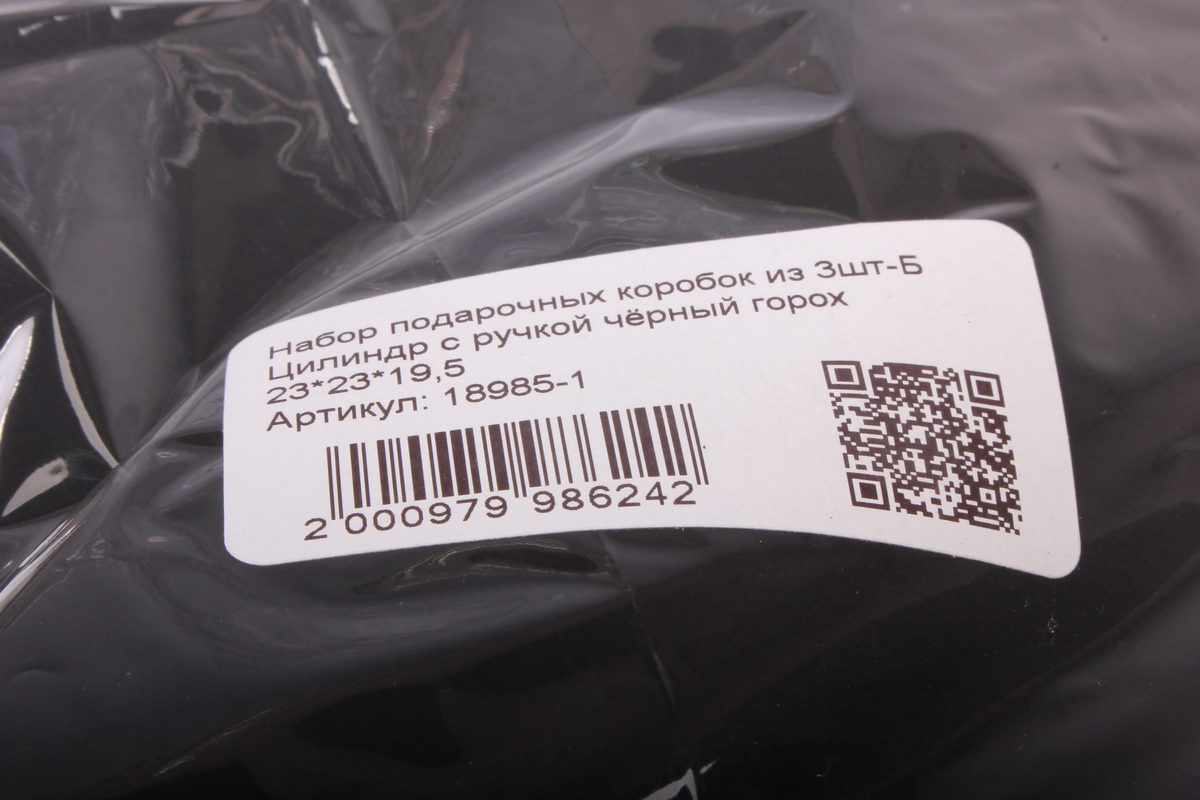 Набор подарочных коробок из 3шт-Б
Цилиндр с ручкой чёрный горох
23*23*19,5
Артикул: 18985-1
2 000979 986242